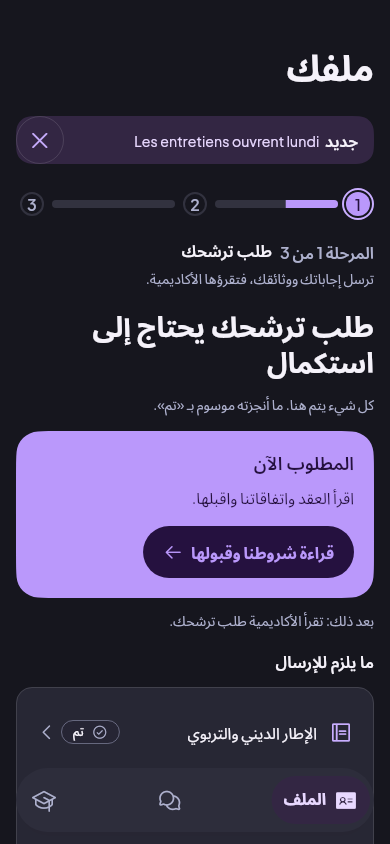 ملفك
جديد Les entretiens ouvrent lundi
1 2 3
المرحلة 1 من 3 طلب ترشحك
ترسل إجاباتك ووثائقك، فتقرؤها الأكاديمية.
طلب ترشحك يحتاج إلى
استكمال
كل شيء يتم هنا. ما أنجزته موسوم بـ «تم».
المطلوب الآن
اقرأ العقد واتفاقاتنا واقبلها.
قراءة شروطنا وقبولها
بعد ذلك: تقرأ الأكاديمية طلب ترشحك.
ما يلزم للإرسال
الإطار الديني والتربوي تم
الملف